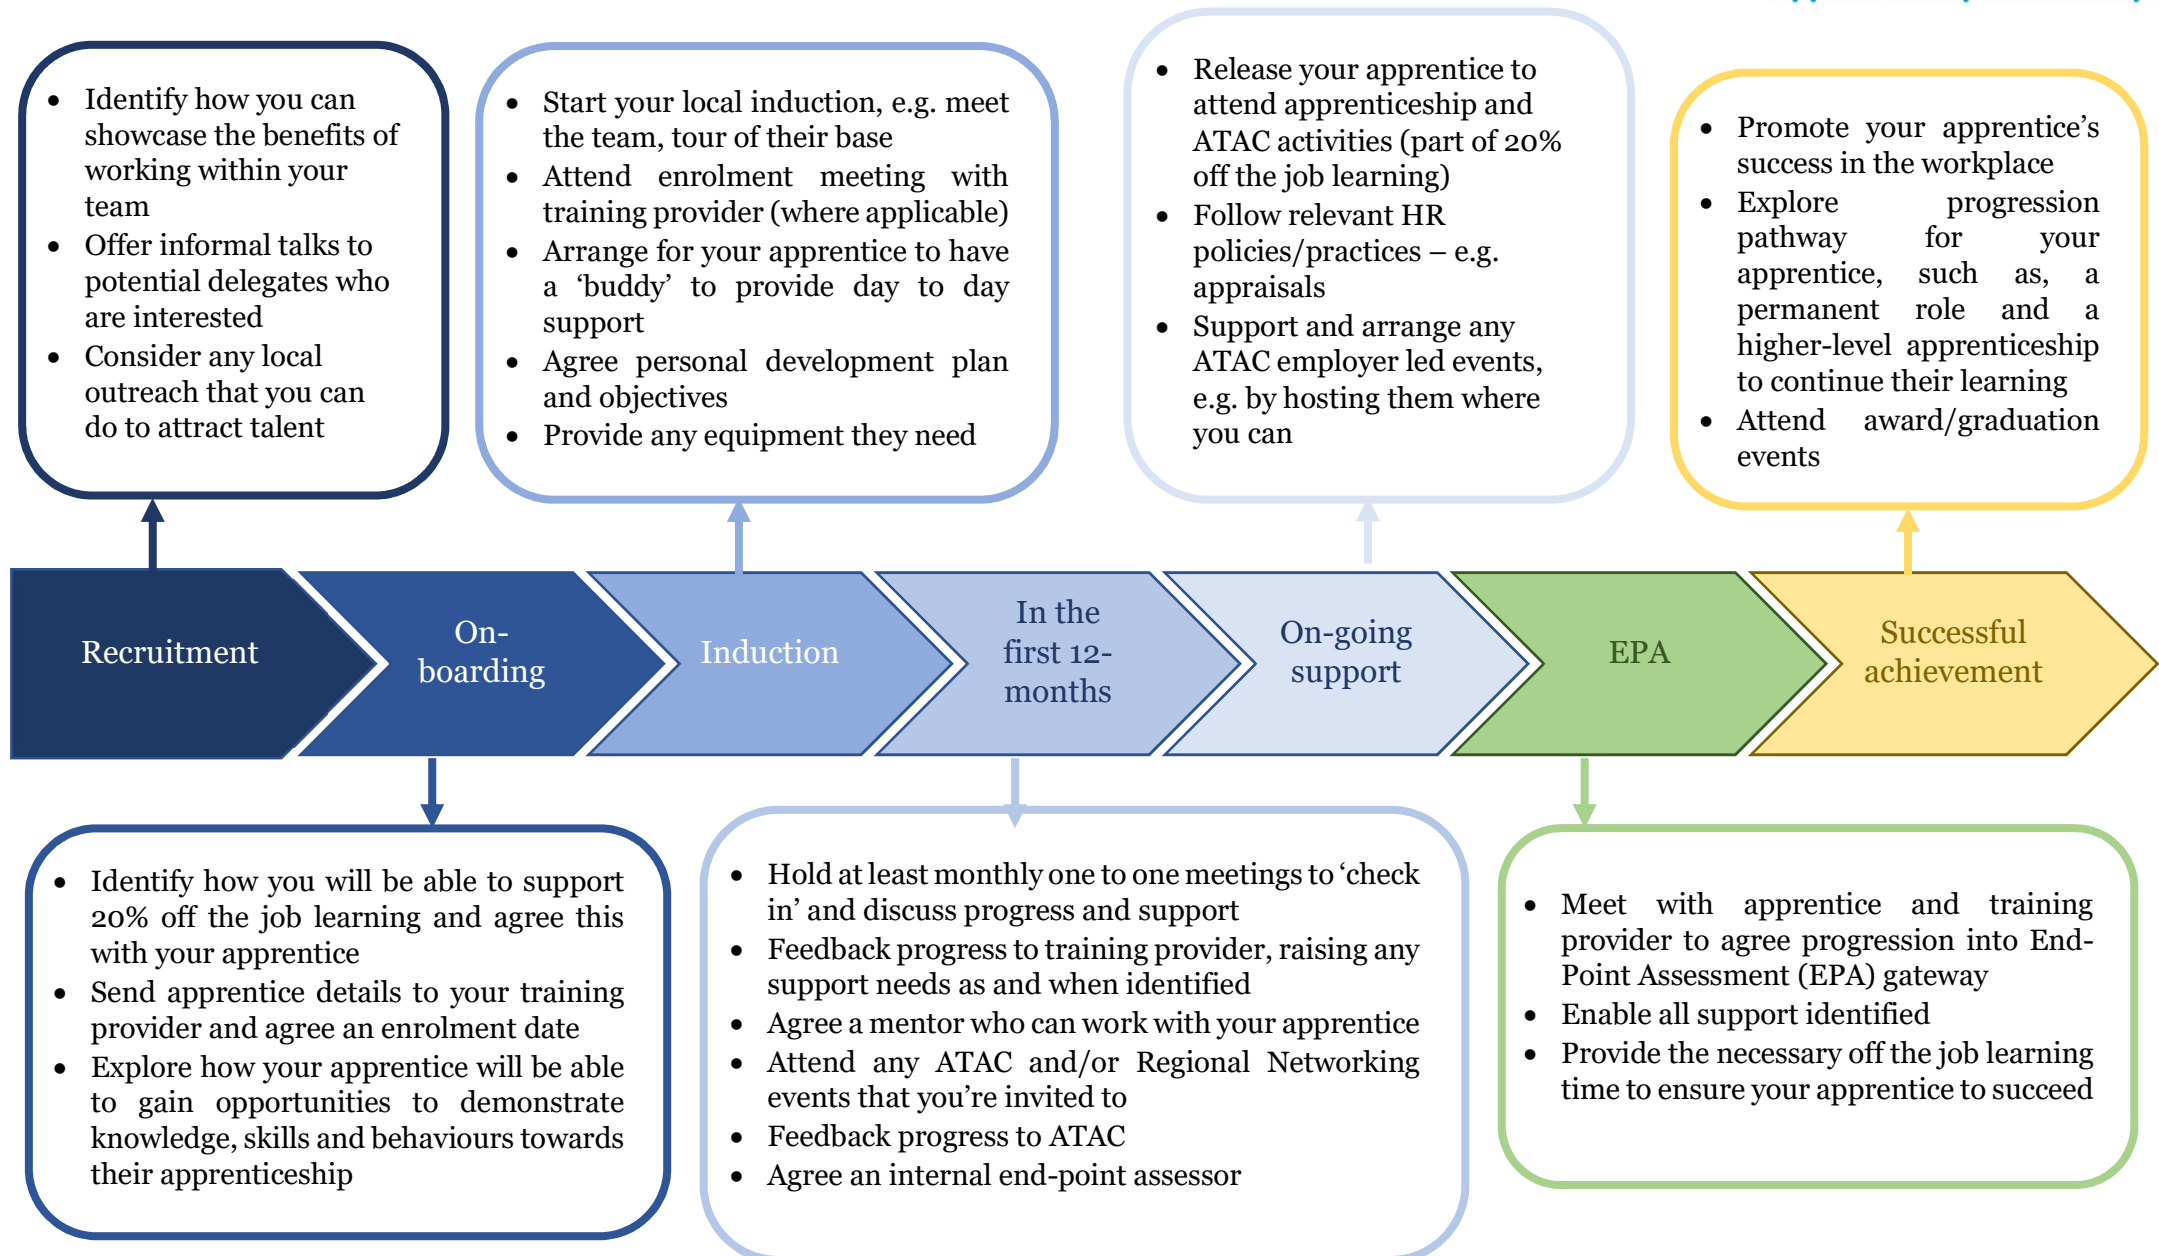 • Identify how you can
showcase the benefits of
working within your
team
• Offer informal talks to
potential delegates who
are interested
• Consider any local
outreach that you can
do to attract talent
• Start your local induction, e.g. meet
the team, tour of their base
• Attend enrolment meeting with
training provider (where applicable)
• Arrange for your apprentice to have
a ‘buddy’ to provide day to day
support
• Agree personal development plan
and objectives
• Provide any equipment they need
• Release your apprentice to
attend apprenticeship and
ATAC activities (part of 20%
off the job learning)
• Follow relevant HR
policies/practices – e.g.
appraisals
• Support and arrange any
ATAC employer led events,
e.g. by hosting them where
you can
• Promote your apprentice’s
success in the workplace
• Explore progression
pathway for your
apprentice, such as, a
permanent role and a
higher-level apprenticeship
to continue their learning
• Attend award/graduation
events
Recruitment
On-
boarding
Induction
In the
first 12-
months
On-going
support
EPA
Successful
achievement
• Identify how you will be able to support
20% off the job learning and agree this
with your apprentice
• Send apprentice details to your training
provider and agree an enrolment date
• Explore how your apprentice will be able
to gain opportunities to demonstrate
knowledge, skills and behaviours towards
their apprenticeship
• Hold at least monthly one to one meetings to ‘check
in’ and discuss progress and support
• Feedback progress to training provider, raising any
support needs as and when identified
• Agree a mentor who can work with your apprentice
• Attend any ATAC and/or Regional Networking
events that you’re invited to
• Feedback progress to ATAC
• Agree an internal end-point assessor
• Meet with apprentice and training
provider to agree progression into End-
Point Assessment (EPA) gateway
• Enable all support identified
• Provide the necessary off the job learning
time to ensure your apprentice to succeed